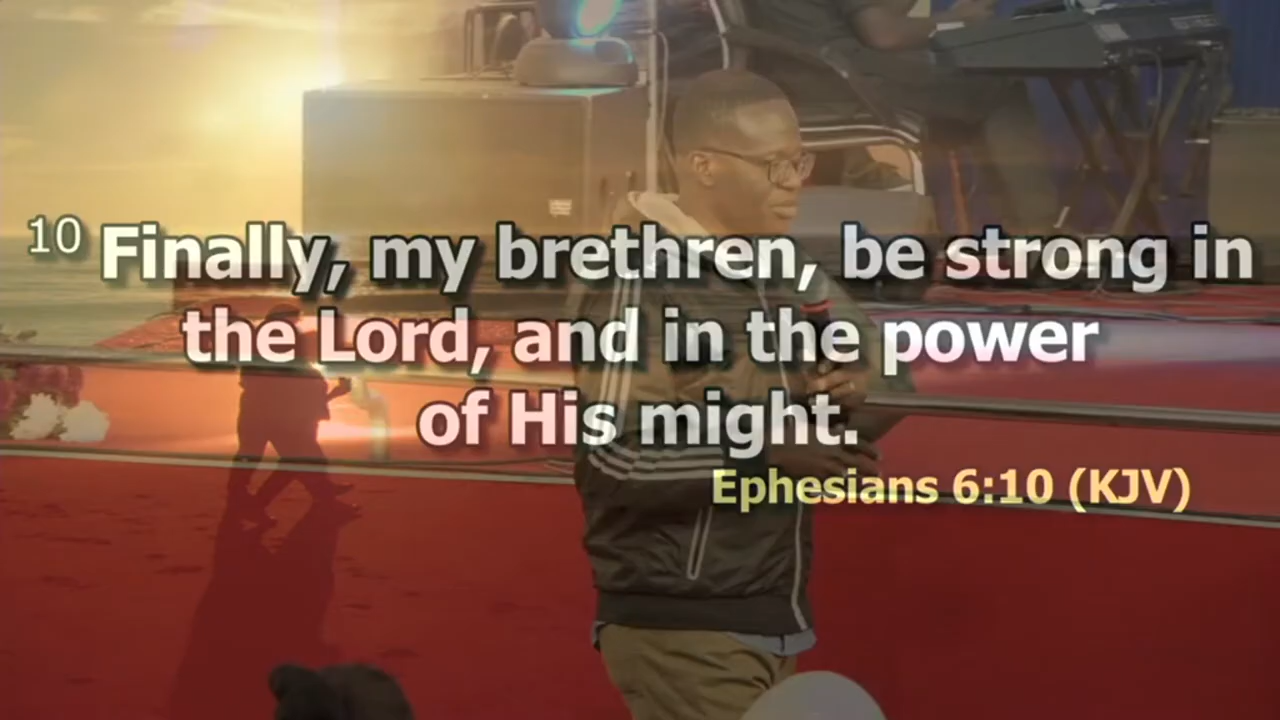 10 Finally, my brethren, be strong in
the Lord, and in the power
of His might.
Ephesians 6:10 (KJV)